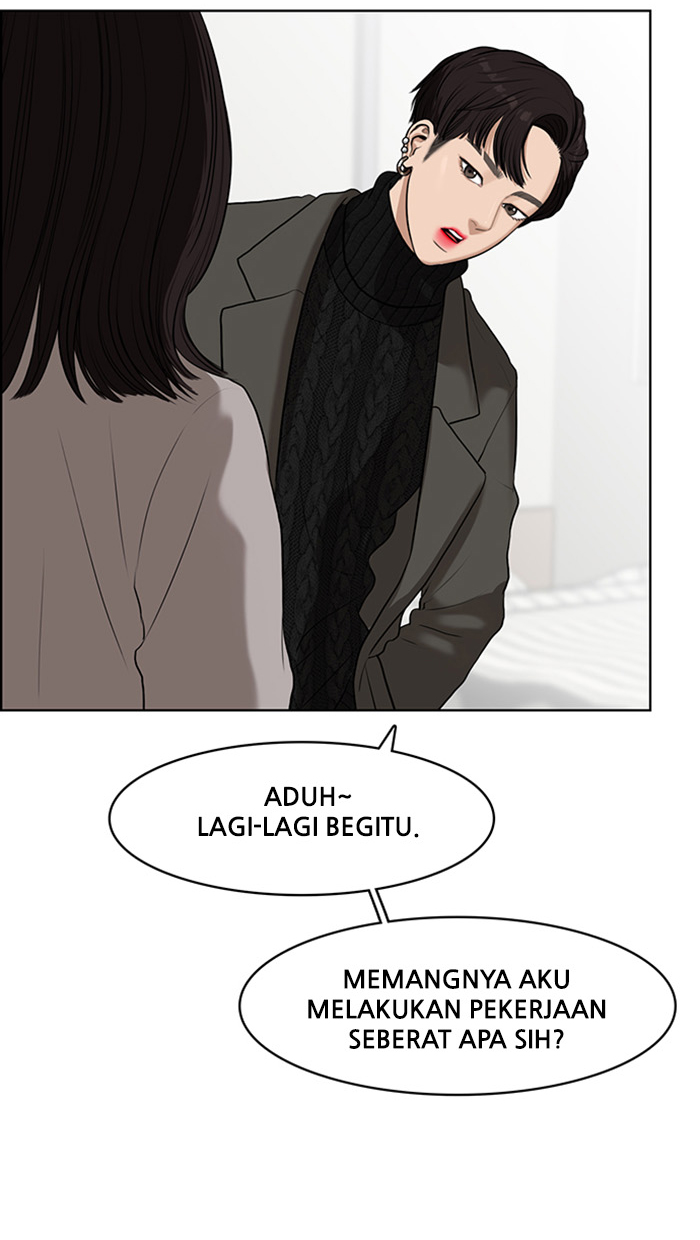 ADUH~
LAGI-LAGI BEGITU.
MEMANGNYA AKU
MELAKUKAN PEKERJAAN
SEBERAT APA SIH?